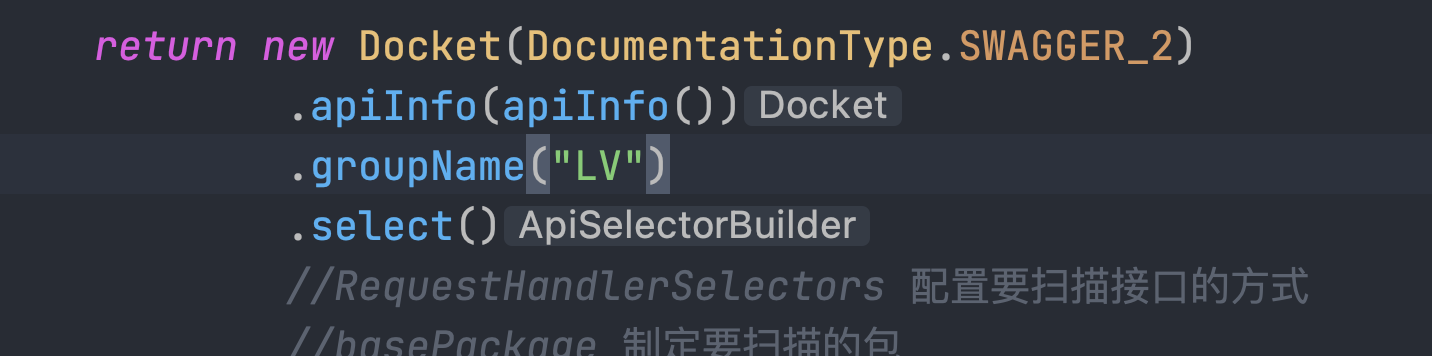 return new Docket(DocumentationType.SWAGGER_2)
.apiInfo(apiInfo()) Docket
.groupName("LV")
.select() ApiSelectorBuilder
//RequestHandlerSelectors 配置要扫描接口的方式
//basePackage 制定要扫描的包